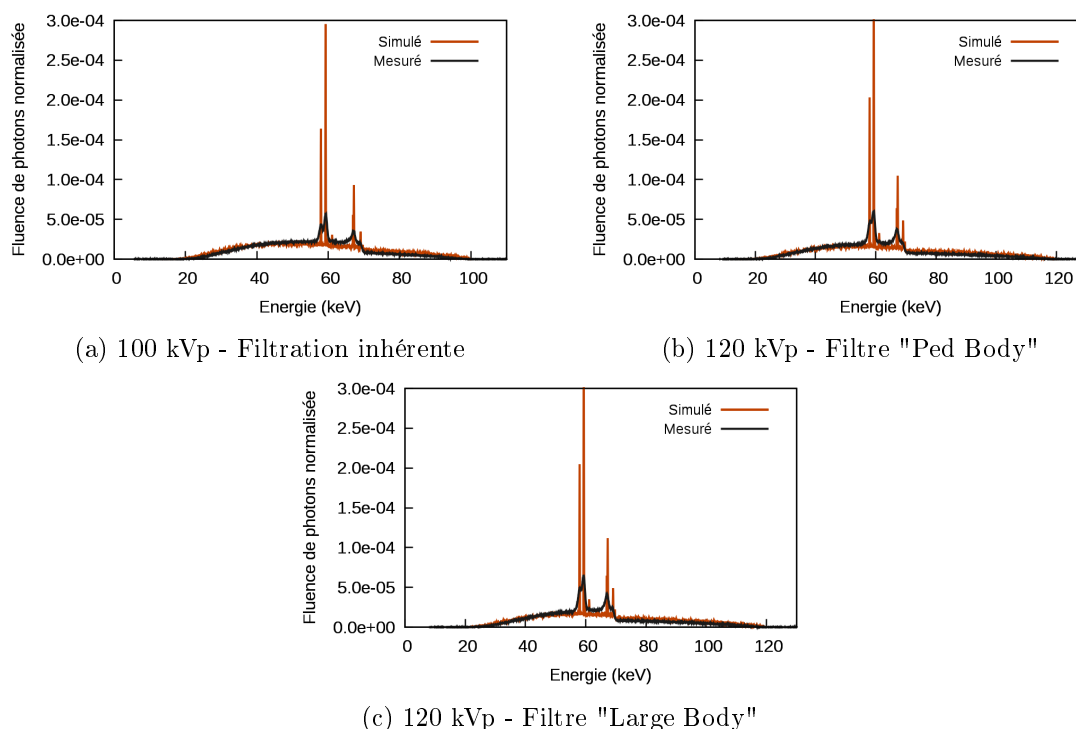 Fluence de photons normalisée
3.0e-04
2.5e-04
2.0e-04
1.5e-04
1.0e-04
5.0e-05
0.0e+00
Simulé
Mesuré
0 20 40 60 80 100
Energie (keV)
(a) 100 kVp - Filtration inhérente
Fluence de photons normalisée
3.0e-04
2.5e-04
2.0e-04
1.5e-04
1.0e-04
5.0e-05
0.0e+00
Simulé
Mesuré
0 20 40 60 80 100 120
Energie (keV)
(b) 120 kVp - Filtre "Ped Body"
Fluence de photons normalisée
3.0e-04
2.5e-04
2.0e-04
1.5e-04
1.0e-04
5.0e-05
0.0e+00
Simulé
Mesuré
0 20 40 60 80 100 120
Energie (keV)
(c) 120 kVp - Filtre "Large Body"